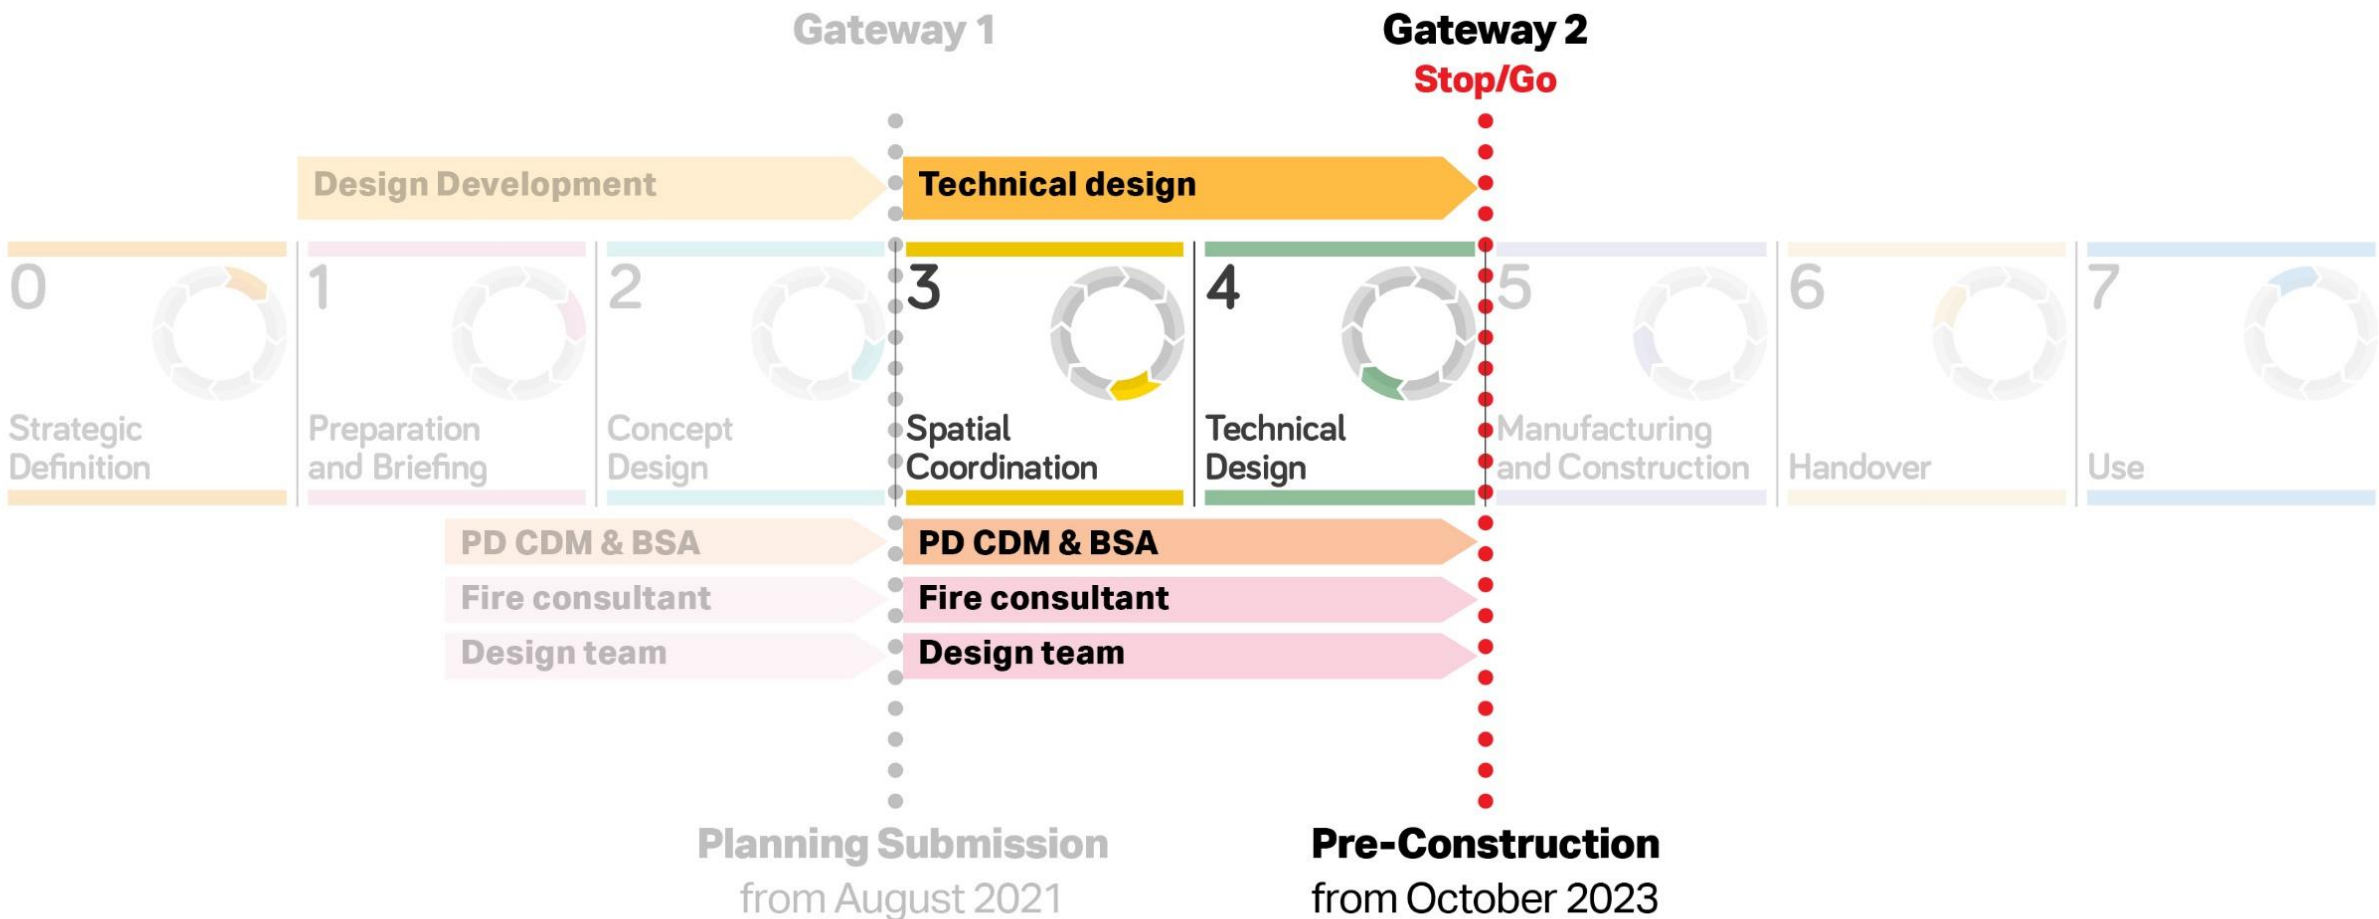 Gateway 1
Gateway 2
Stop/Go
Design Development
Technical design
0
1
2
3
4
5
6
7
Strategic
Definition
Preparation
and Briefing
Concept
Design
Spatial
Coordination
Technical
Design
Manufacturing
and Construction
Handover
Use
PD CDM & BSA
PD CDM & BSA
Fire consultant
Fire consultant
Design team
Design team
Planning Submission
from August 2021
Pre-Construction
from October 2023